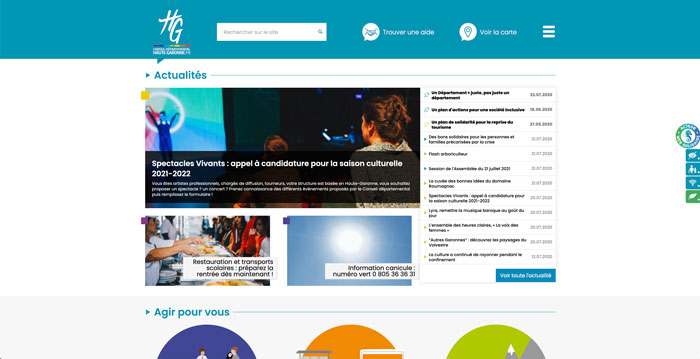 HG
CONSEIL DÉPARTEMENTAL
HAUTE-GARONNE.FR
Rechercher sur le site
Trouver une aide
Voir la carte
Actualités
Spectacles Vivants : appel à candidature pour la saison culturelle
2021-2022
Vous êtes artistes professionnels, chargés de diffusion, tourneurs, votre structure est basée en Haute-Garonne, vous souhaitez
proposer un spectacle ? un concert ? Prenez connaissance des différents événements proposés par le Conseil départemental
puis remplissez le formulaire !
Restauration et transports
scolaires : préparez la
rentrée dès maintenant !
Information canicule :
numéro vert 0 805 36 36 31
Un Département + juste, pas juste un
département
23.07.2020
Un plan d'actions pour une société inclusive
18.06.2020
Un plan de solidarité pour la reprise du
tourisme
27.05.2020
Des bons solidaires pour les personnes et
familles précarisées par la crise
21.07.2020
Flash arboriculteur
21.07.2020
Session de l'Assemblée du 21 juillet 2021
21.07.2020
La cuvée des bonnes idées du domaine
Roumagnac
21.07.2020
Spectacles Vivants : appel à candidature pour
la saison culturelle 2021-2022
20.07.2020
Lyra, remettre la musique baroque au goût du
jour
20.07.2020
L'ensemble des heures claires, « La voix des
femmes »
20.07.2020
"Autres Garonnes" : découvrez les paysages du
Volvestre
20.07.2020
La culture a continué de rayonner pendant le
confinement
12.07.2020
Voir toute l'actualité
Agir pour vous